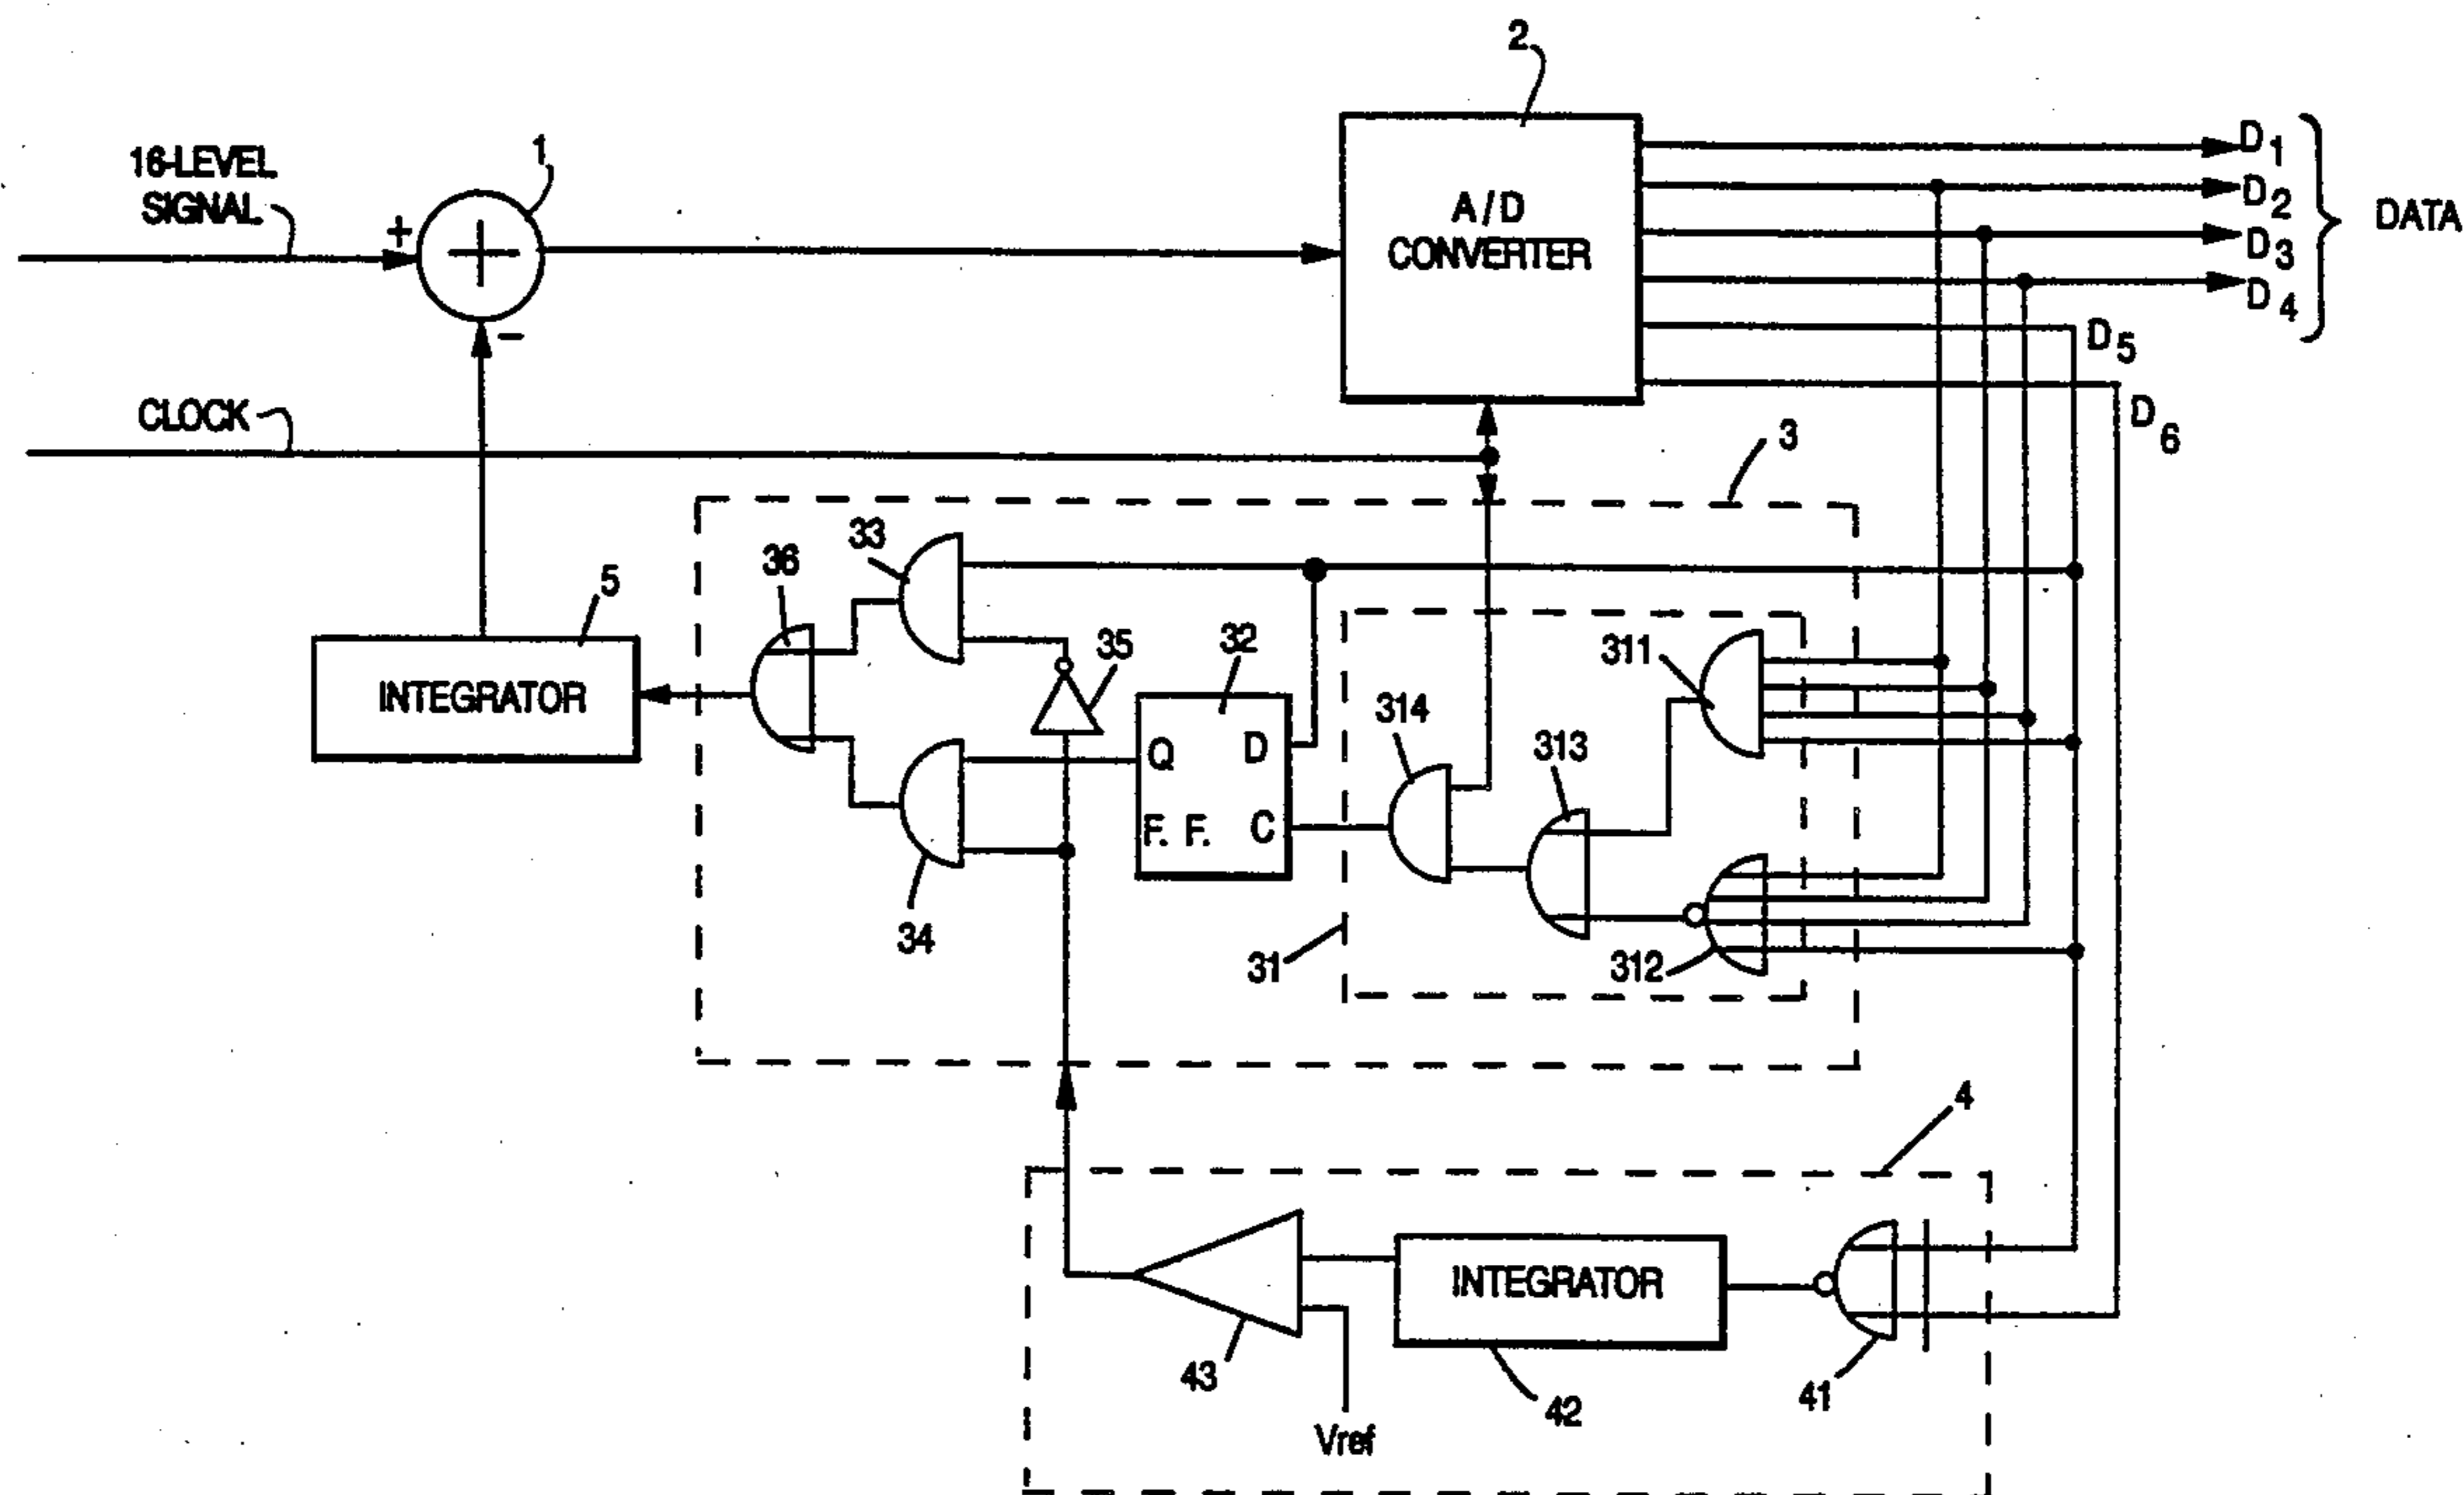 2
16-LEVEL
SIGNAL
1
+
A/D
CONVERTER
D1
D2
D3
D4
DATA
D5
D6
−
CLOCK
3
33
36
5
35
32
311
INTEGRATOR
314
313
Q
D
F. F.
C
34
31
312
4
INTEGRATOR
43
42
41
Vref